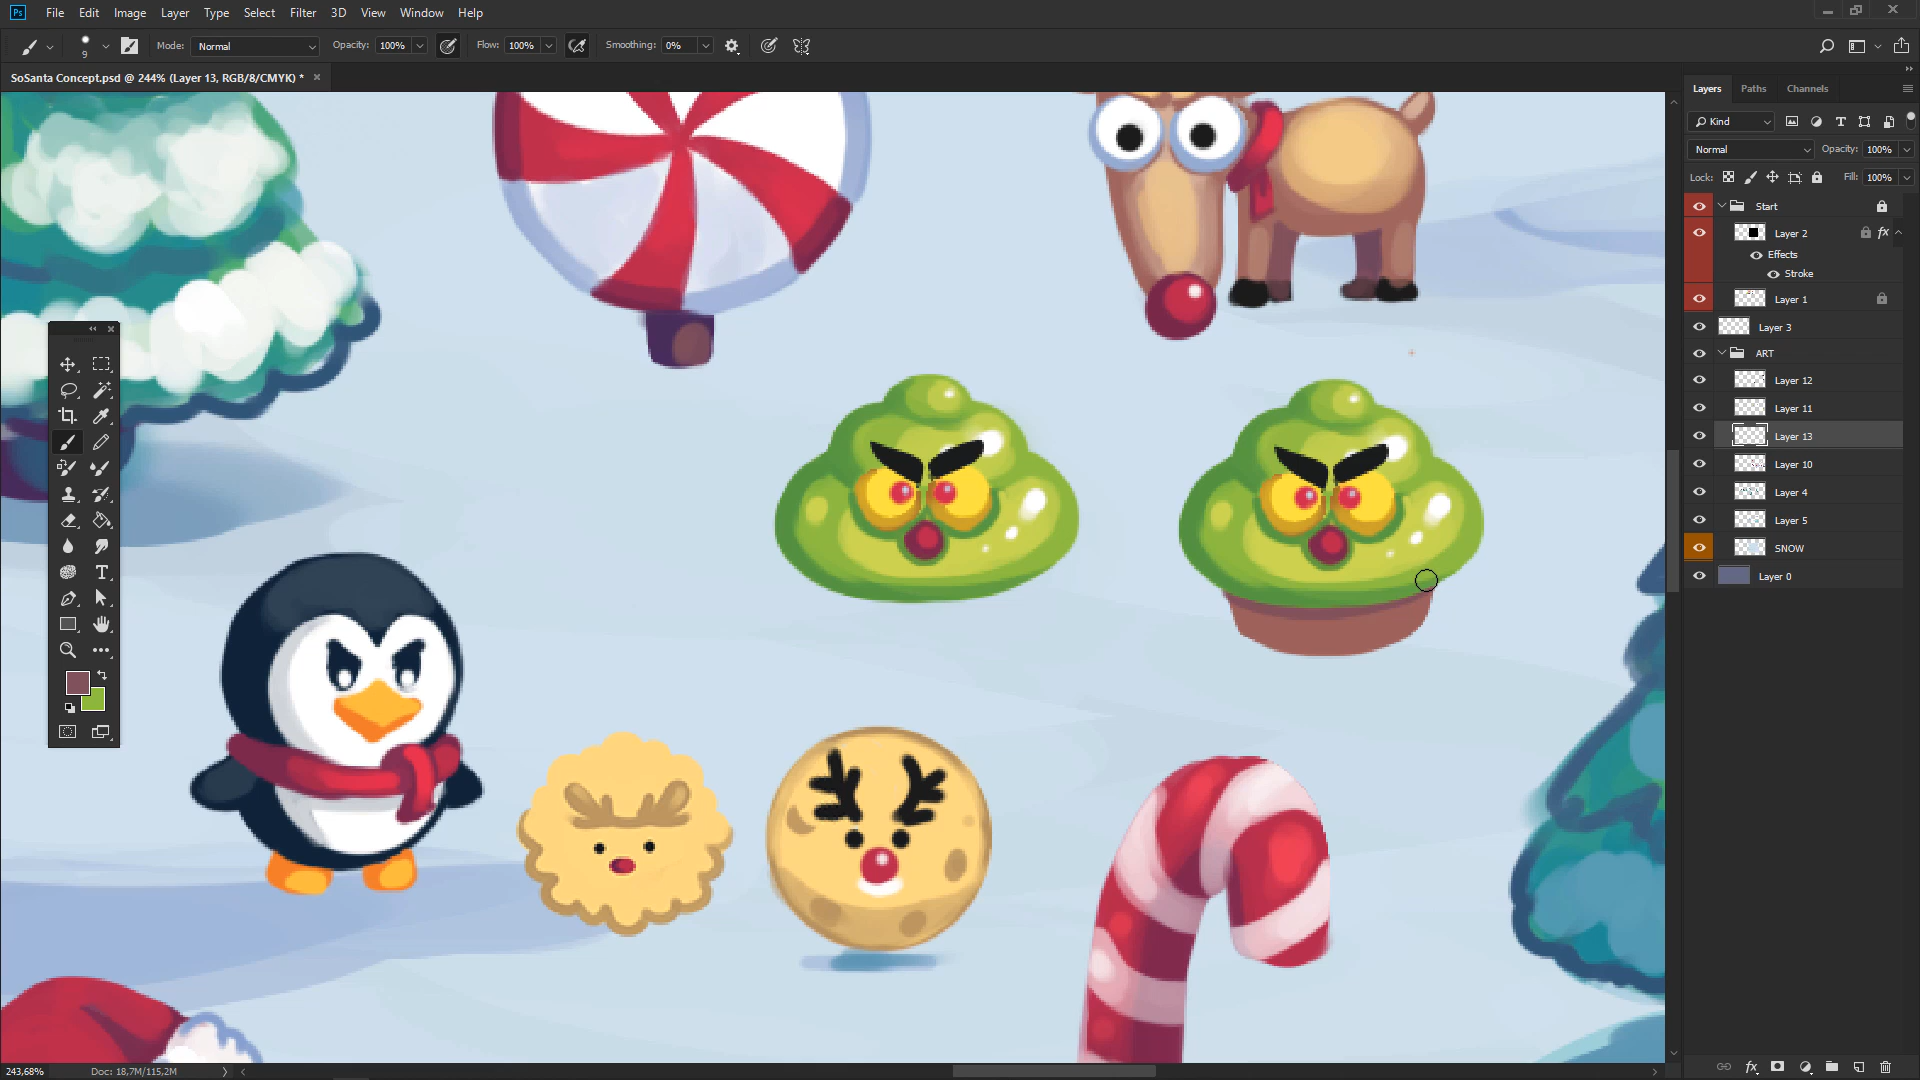 Ps File Edit Image Layer Type Select Filter 3D View Window Help
9 Mode: Normal Opacity: 100% Flow: 100% Smoothing: 0%
SoSanta Concept.psd @ 244% (Layer 13, RGB/8/CMYK) *
Layers Paths Channels
Kind
Normal Opacity: 100%
Lock: Fill: 100%
Start
Layer 2 fx
Effects
Stroke
Layer 1
Layer 3
ART
Layer 12
Layer 11
Layer 13
Layer 10
Layer 4
Layer 5
SNOW
Layer 0
243,68% Doc: 18,7M/115,2M
fx